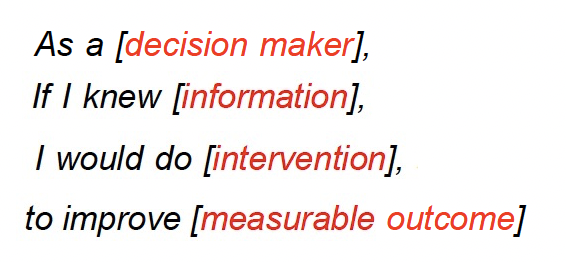 As a [decision maker],
If I knew [information],
I would do [intervention],
to improve [measurable outcome]